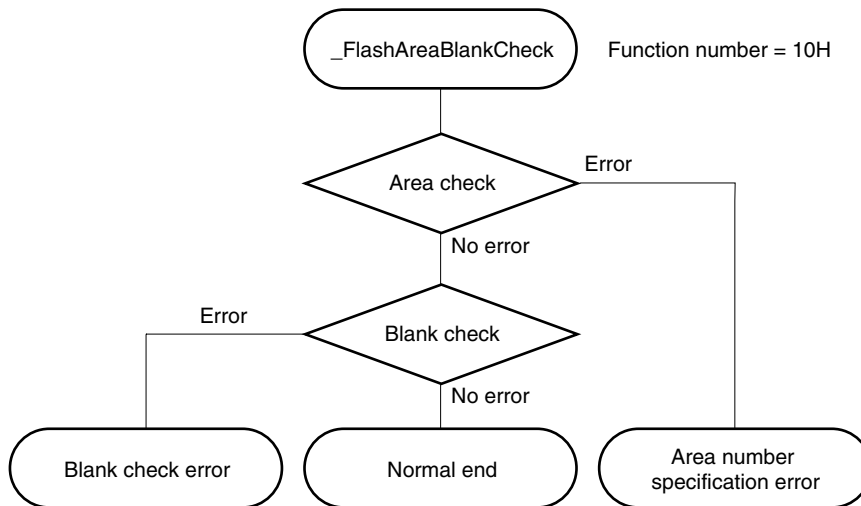 _FlashAreaBlankCheck
Function number = 10H
Area check
Error
No error
Error
Blank check
No error
Blank check error
Normal end
Area number
specification error